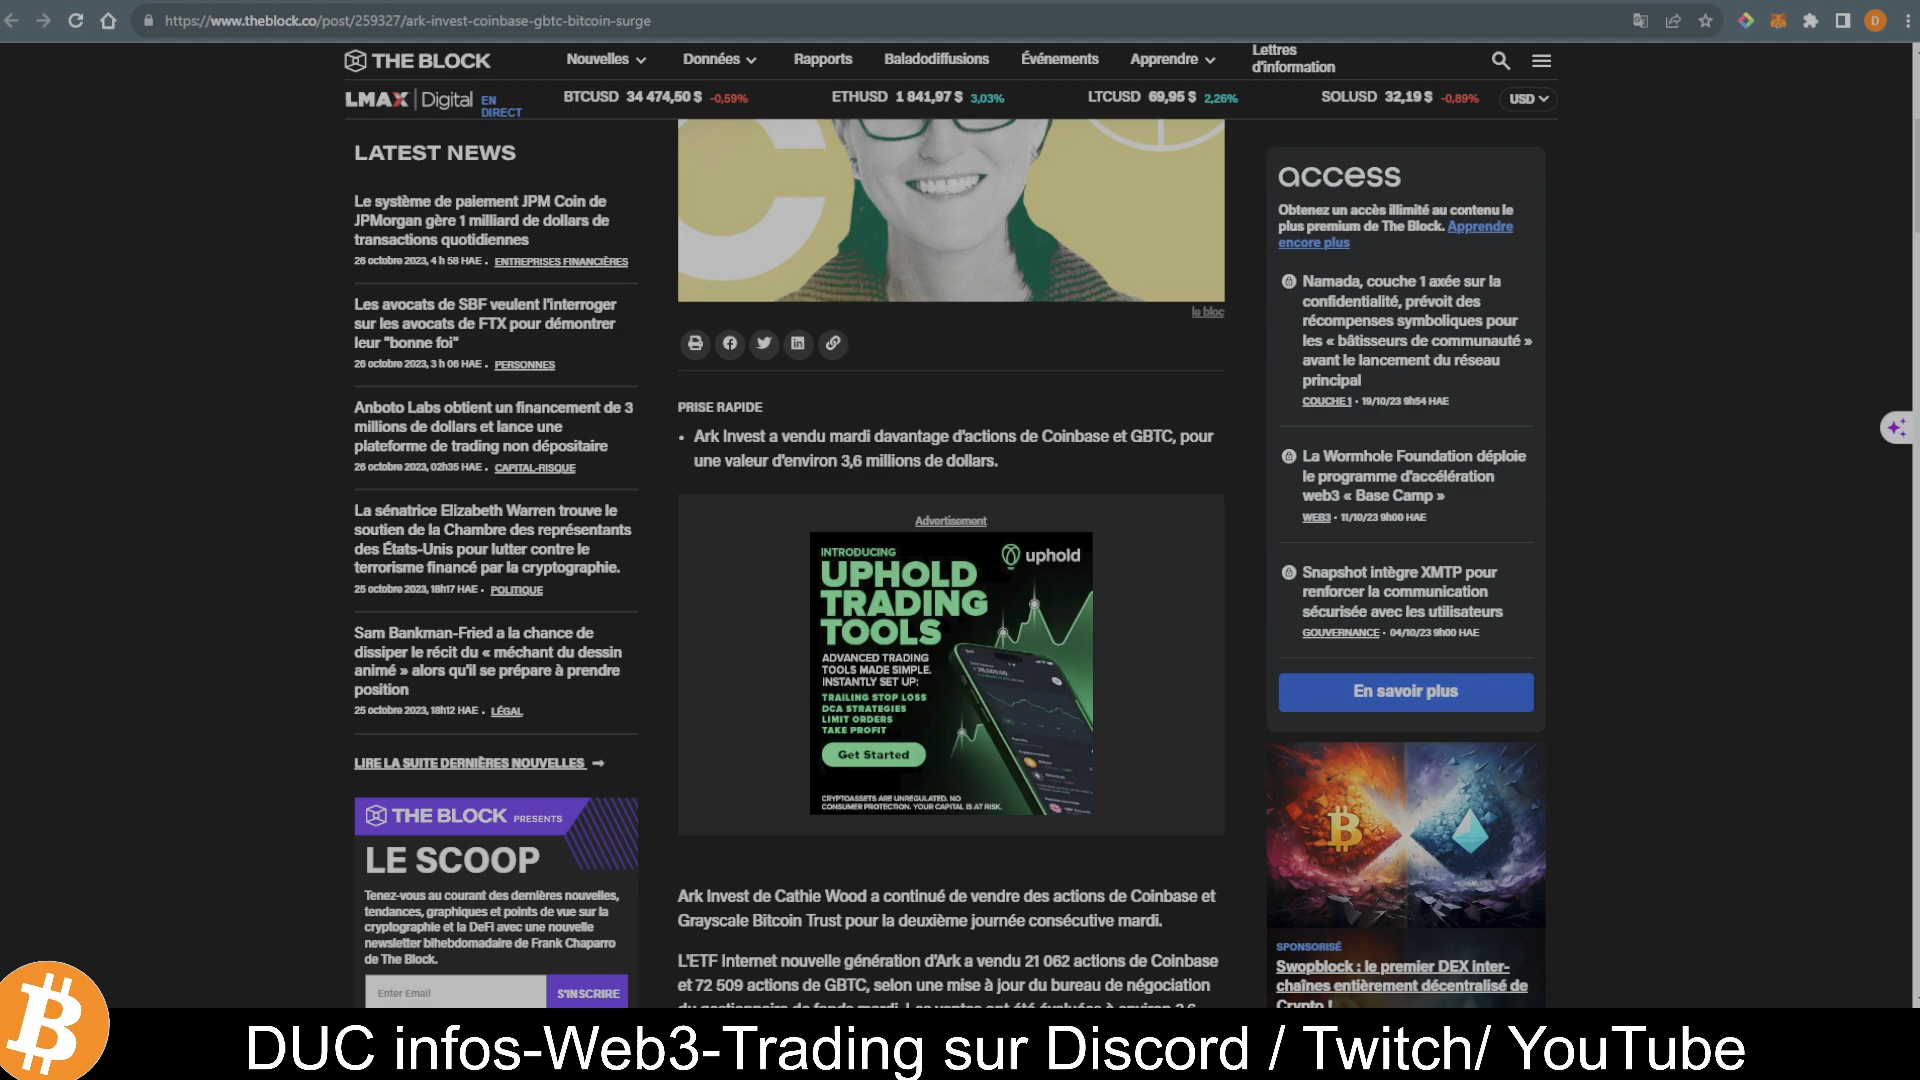 https://www.theblock.co/post/259327/ark-invest-coinbase-gbtc-bitcoin-surge
D
THE BLOCK
Nouvelles
Données
Rapports
Baladodiffusions
Événements
Apprendre
Lettres
d'information
LMAX Digital
EN
DIRECT
BTCUSD 34 474,50 $ -0,59%
ETHUSD 1 841,97 $ 3,03%
LTCUSD 69,95 $ 2,26%
SOLUSD 32,19 $ -0,89%
USD
LATEST NEWS
Le système de paiement JPM Coin de
JPMorgan gère 1 milliard de dollars de
transactions quotidiennes
26 octobre 2023, 4 h 58 HAE . ENTREPRISES FINANCIÈRES
Les avocats de SBF veulent l'interroger
sur les avocats de FTX pour démontrer
leur "bonne foi"
26 octobre 2023, 3 h 06 HAE . PERSONNES
Anboto Labs obtient un financement de 3
millions de dollars et lance une
plateforme de trading non dépositaire
26 octobre 2023, 02h35 HAE . CAPITAL-RISQUE
La sénatrice Elizabeth Warren trouve le
soutien de la Chambre des représentants
des États-Unis pour lutter contre le
terrorisme financé par la cryptographie.
25 octobre 2023, 18h17 HAE • POLITIQUE
Sam Bankman-Fried a la chance de
dissiper le récit du « méchant du dessin
animé » alors qu'il se prépare à prendre
position
25 octobre 2023, 18h12 HAE . LÉGAL
LIRE LA SUITE DERNIÈRES NOUVELLES →
THE BLOCK PRESENTS
LE SCOOP
Tenez-vous au courant des dernières nouvelles,
tendances, graphiques et points de vue sur la
cryptographie et la DeFi avec une nouvelle
newsletter bihebdomadaire de Frank Chaparro
de The Block.
Enter Email
S'INSCRIRE
le bloc
PRISE RAPIDE
• Ark Invest a vendu mardi davantage d'actions de Coinbase et GBTC, pour
une valeur d'environ 3,6 millions de dollars.
Advertisement
uphold
INTRODUCING
UPHOLD
TRADING
TOOLS
ADVANCED TRADING
TOOLS MADE SIMPLE.
INSTANTLY SET UP:
TRAILING STOP LOSS
DCA STRATEGIES
LIMIT ORDERS
TAKE PROFIT
Get Started
CRYPTOASSETS ARE UNREGULATED. NO
CONSUMER PROTECTION. YOUR CAPITAL IS AT RISK.
Ark Invest de Cathie Wood a continué de vendre des actions de Coinbase et
Grayscale Bitcoin Trust pour la deuxième journée consécutive mardi.
L'ETF Internet nouvelle génération d'Ark a vendu 21 062 actions de Coinbase
et 72 509 actions de GBTC, selon une mise à jour du bureau de négociation
du gestionnaire de fonds mardi. Les ventes ont été évaluées à environ 3,6
access
Obtenez un accès illimité au contenu le
plus premium de The Block. Apprendre
encore plus
Namada, couche 1 axée sur la
confidentialité, prévoit des
récompenses symboliques pour
les « bâtisseurs de communauté »
avant le lancement du réseau
principal
COUCHE 1 • 19/10/23 9h54 HAE
La Wormhole Foundation déploie
le programme d'accélération
web3 « Base Camp »
WEB3 • 11/10/23 9h00 HAE
Snapshot intègre XMTP pour
renforcer la communication
sécurisée avec les utilisateurs
GOUVERNANCE • 04/10/23 9h00 HAE
En savoir plus
SPONSORISÉ
Swopblock : le premier DEX inter-
chaînes entièrement décentralisé de
Crypto !
DUC infos-Web3-Trading sur Discord / Twitch/ YouTube